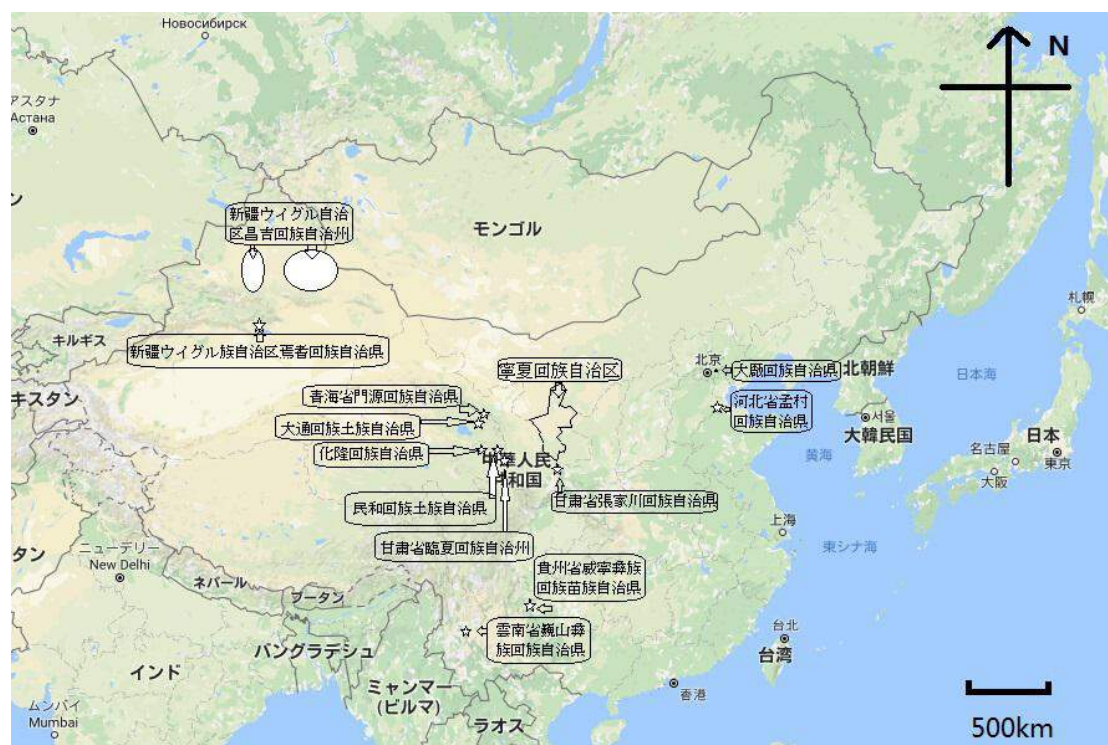 Новосибирск
N
アスタナ
Астана
ン
新疆ウイグル自治
区昌吉回族自治州
モンゴル
札幌
キルギス
新疆ウイグル族自治区焉耆回族自治県
寧夏回族自治区
北京
大厰回族自治県
北朝鮮
日本海
キスタン
青海省門源回族自治県
河北省孟村
回族自治県
大通回族土族自治県
서울
大韓民国
日本
名古屋
東京
化隆回族自治県
中華人民
共和国
黄海
大阪
民和回族土族自治県
甘肃省張家川回族自治県
上海
甘肃省臨夏回族自治州
東シナ海
タン
ニューデリー
New Delhi
ネパール
ブータン
貴州省威寧彝族
回族苗族自治県
雲南省巍山彝
族回族自治県
台北
台湾
バングラデシュ
インド
ミャンマー
(ビルマ)
香港
ムンバイ
Mumbai
ラオス
500km